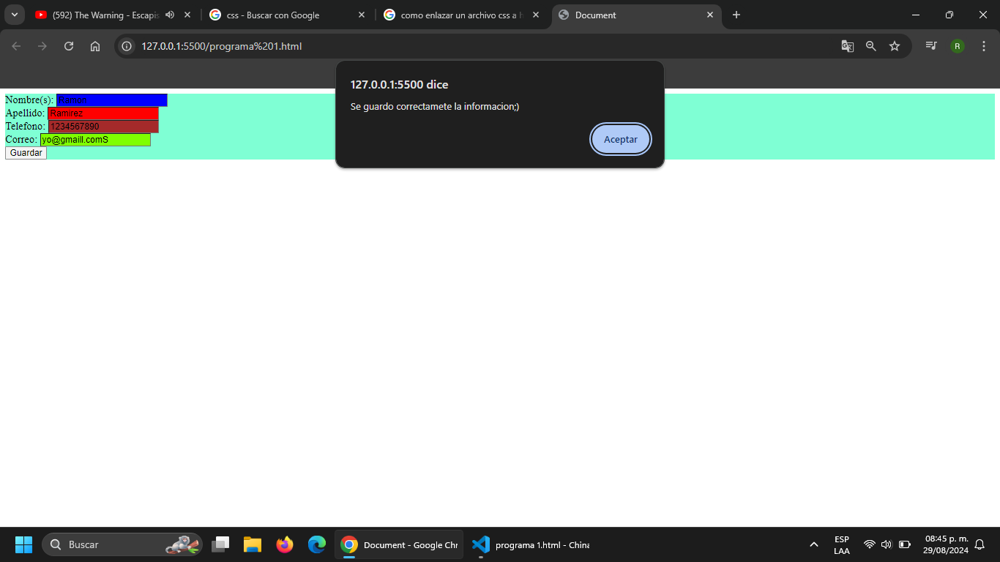 (592) The Warning - Escapis
css - Buscar con Google
como enlazar un archivo css a h
Document
127.0.0.1:5500/programa%201.html
R
127.0.0.1:5500 dice
Se guardo correctamete la informacion;)
Aceptar
Nombre(s): Ramon
Apellido: Ramirez
Telefono: 1234567890
Correo: yo@gmaill.comS
Guardar
Buscar
Document - Google Chr
programa 1.html - China
ESP
LAA
08:45 p. m.
29/08/2024